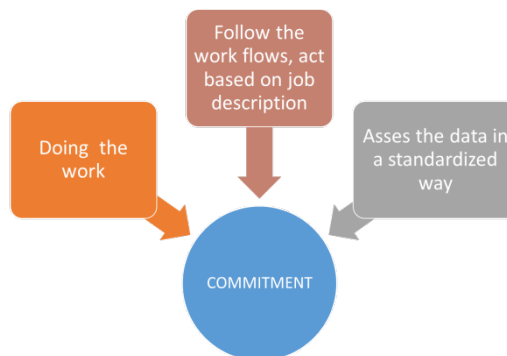 Follow the
work flows, act
based on job
description
Doing the
work
Asses the data in
a standardized
way
COMMITMENT